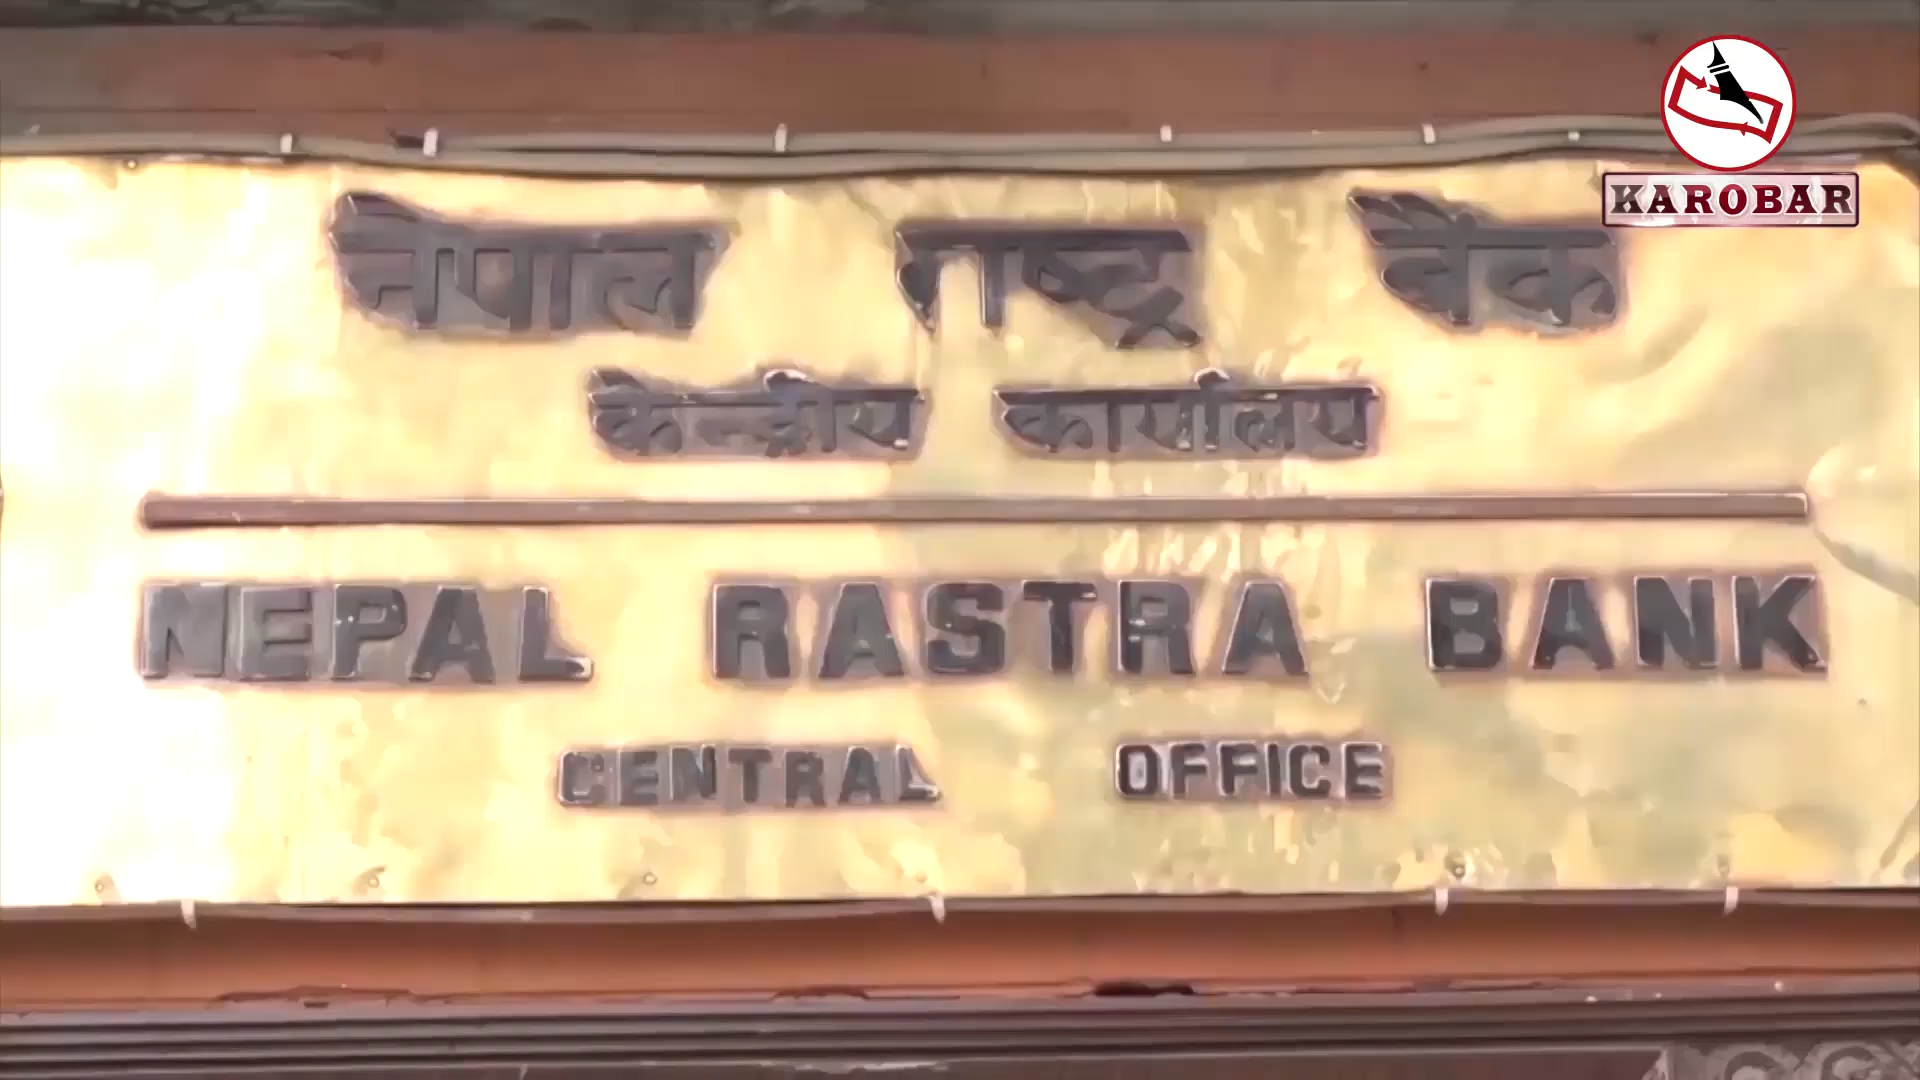 KAROBAR
नेपाल राष्ट्र बैंक
केन्द्रीय कार्यालय
NEPAL RASTRA BANK
CENTRAL OFFICE